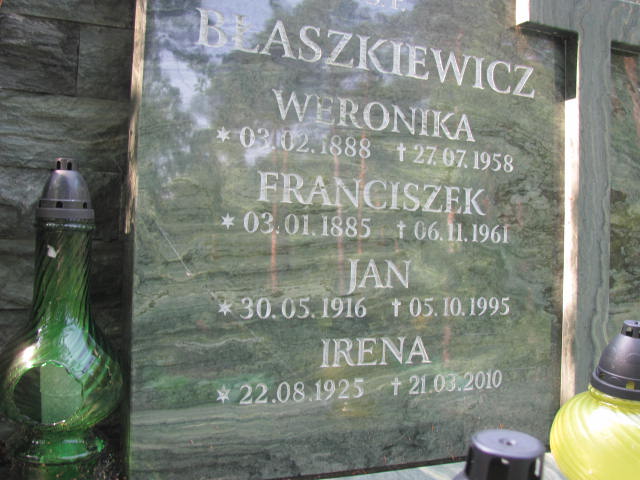 BŁASZKIEWICZ
WERONIKA
* 03.02.1888 † 27.07.1958
FRANCISZEK
* 03.01.1885 † 06.11.1961
JAN
* 30.05.1916 † 05.10.1995
IRENA
* 22.08.1925 † 21.03.2010